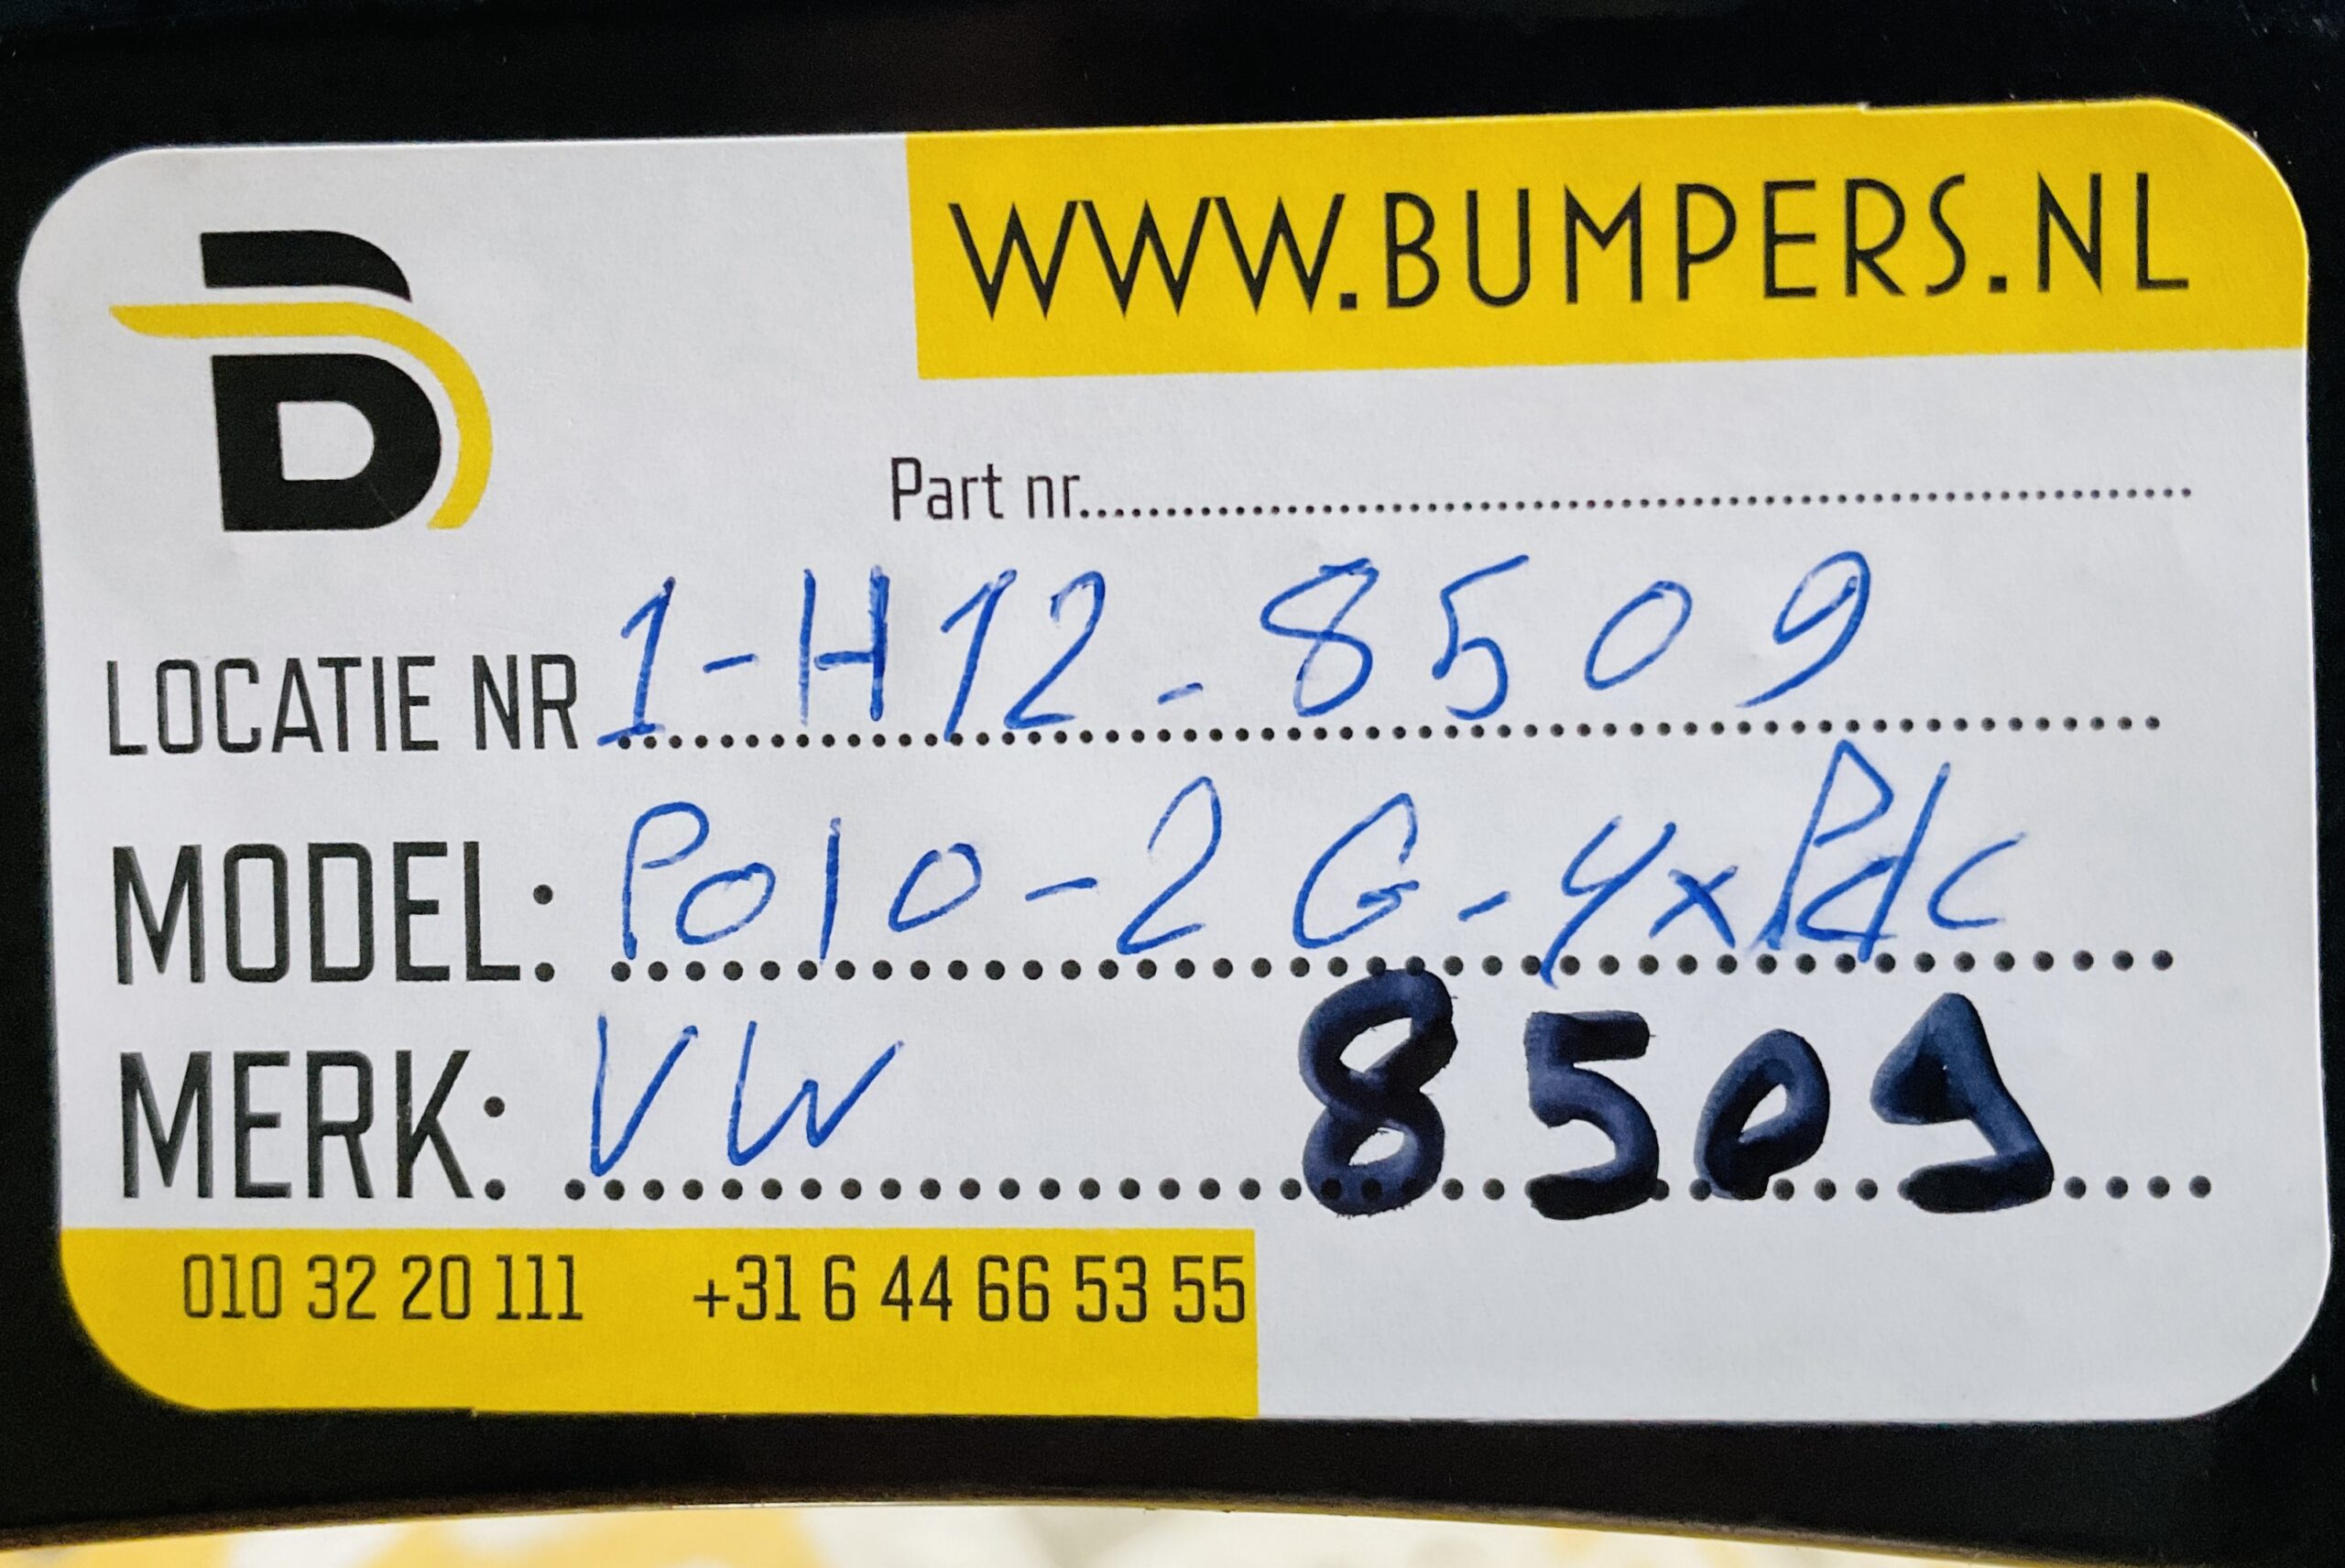 B
WWW.BUMPERS.NL
Part nr......................................................
LOCATIE NR 1-H12-8509
MODEL: Polo-2G-4xPdc
MERK: VW 8509
010 32 20 111 +31 6 44 66 53 55